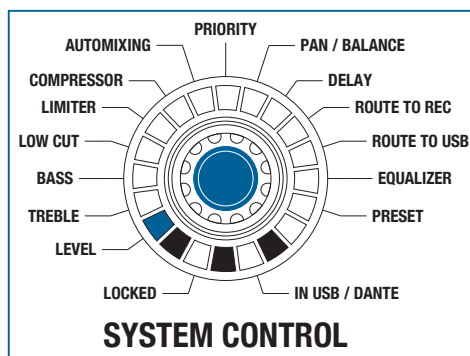 PRIORITY
AUTOMIXING
PAN / BALANCE
COMPRESSOR
DELAY
LIMITER
ROUTE TO REC
LOW CUT
ROUTE TO USB
BASS
EQUALIZER
TREBLE
PRESET
LEVEL
LOCKED
IN USB / DANTE
SYSTEM CONTROL